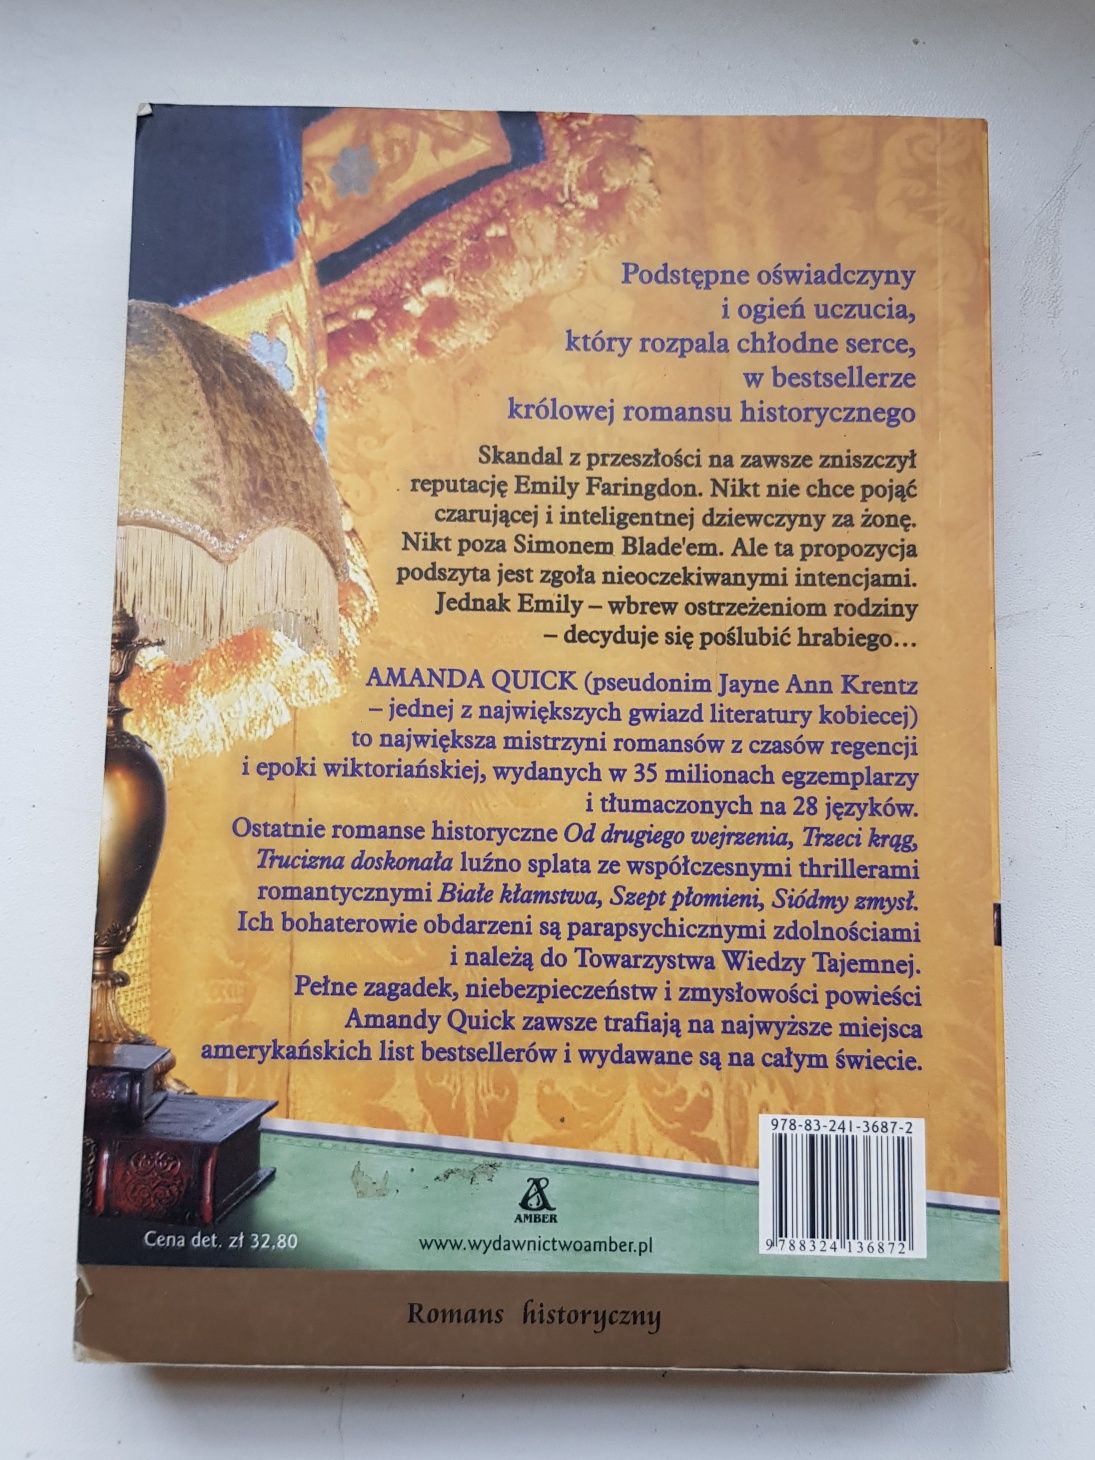 Podstępne oświadczyny
i ogień uczucia,
który rozpala chłodne serce,
w bestsellerze
królowej romansu historycznego
Skandal z przeszłości na zawsze zniszczył
reputację Emily Faringdon. Nikt nie chce pojąć
czarującej i inteligentnej dziewczyny za żonę.
Nikt poza Simonem Blade'em. Ale ta propozycja
podszyta jest zgoła nieoczekiwanymi intencjami.
Jednak Emily – wbrew ostrzeżeniom rodziny
– decyduje się poślubić hrabiego...
AMANDA QUICK (pseudonim Jayne Ann Krentz
– jednej z największych gwiazd literatury kobiecej)
to największa mistrzyni romansów z czasów regencji
i epoki wiktoriańskiej, wydanych w 35 milionach egzemplarzy
i tłumaczonych na 28 języków.
Ostatnie romanse historyczne Od drugiego wejrzenia, Trzeci krąg,
Trucizna doskonała luźno splata ze współczesnymi thrillerami
romantycznymi Białe kłamstwa, Szept płomieni, Siódmy zmysł.
Ich bohaterowie obdarzeni są parapsychicznymi zdolnościami
i należą do Towarzystwa Wiedzy Tajemnej.
Pełne zagadek, niebezpieczeństw i zmysłowości powieści
Amandy Quick zawsze trafiają na najwyższe miejsca
amerykańskich list bestsellerów i wydawane są na całym świecie.
978-83-241-3687-2
9 788324 136872
AMBER
Cena det. zł 32,80
www.wydawnictwoamber.pl
Romans historyczny